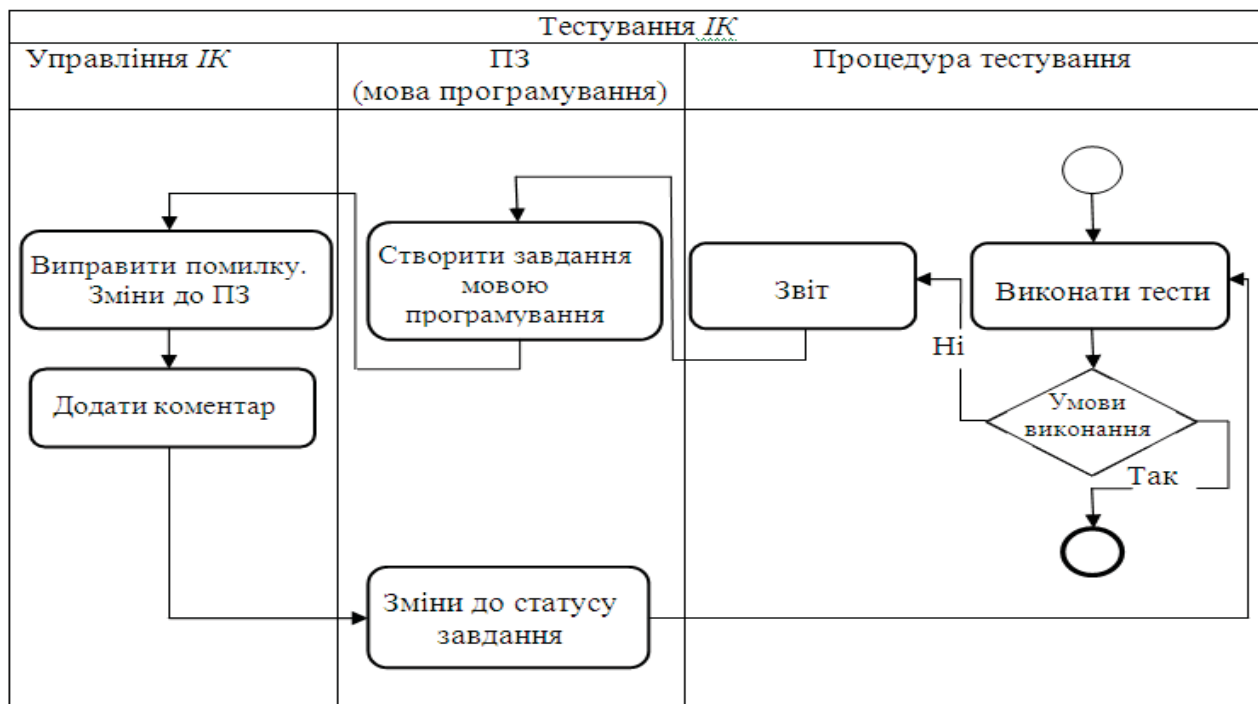 Тестування ІК
Управління ІК
ПЗ
(мова програмування)
Процедура тестування
Виправити помилку.
Зміни до ПЗ
Створити завдання
мовою
програмування
Звіт
Виконати тести
Ні
Додати коментар
Умови
виконання
Так
Зміни до статусу
завдання